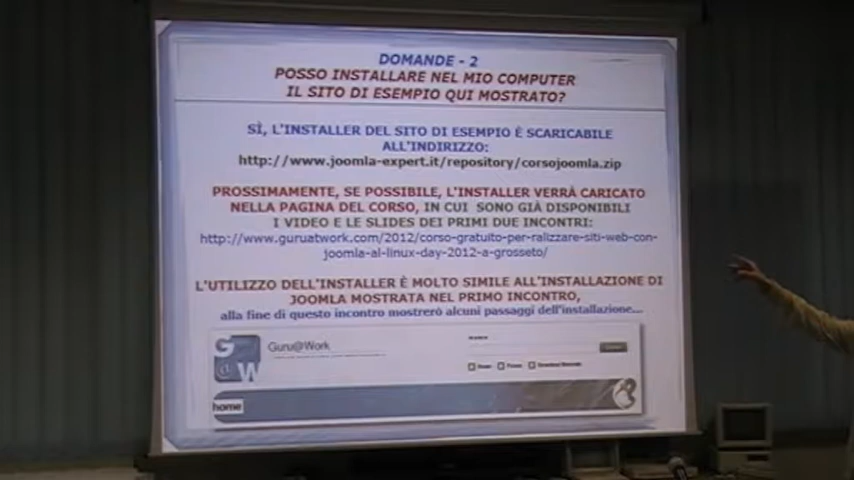 DOMANDE - 2
POSSO INSTALLARE NEL MIO COMPUTER
IL SITO DI ESEMPIO QUI MOSTRATO?
SÌ, L'INSTALLER DEL SITO DI ESEMPIO È SCARICABILE
ALL'INDIRIZZO:
http://www.joomla-expert.it/repository/corsojoomla.zip
PROSSIMAMENTE, SE POSSIBILE, L'INSTALLER VERRÀ CARICATO
NELLA PAGINA DEL CORSO, IN CUI SONO GIÀ DISPONIBILI
I VIDEO E LE SLIDES DEI PRIMI DUE INCONTRI:
http://www.guruatwork.com/2012/corso-gratuito-per-ralizzare-siti-web-con-
joomla-al-linux-day-2012-a-grosseto/
L'UTILIZZO DELL'INSTALLER È MOLTO SIMILE ALL'INSTALLAZIONE DI
JOOMLA MOSTRATA NEL PRIMO INCONTRO,
alla fine di questo incontro mostrerò alcuni passaggi dell'installazione...
G@W
Guru@Work
home